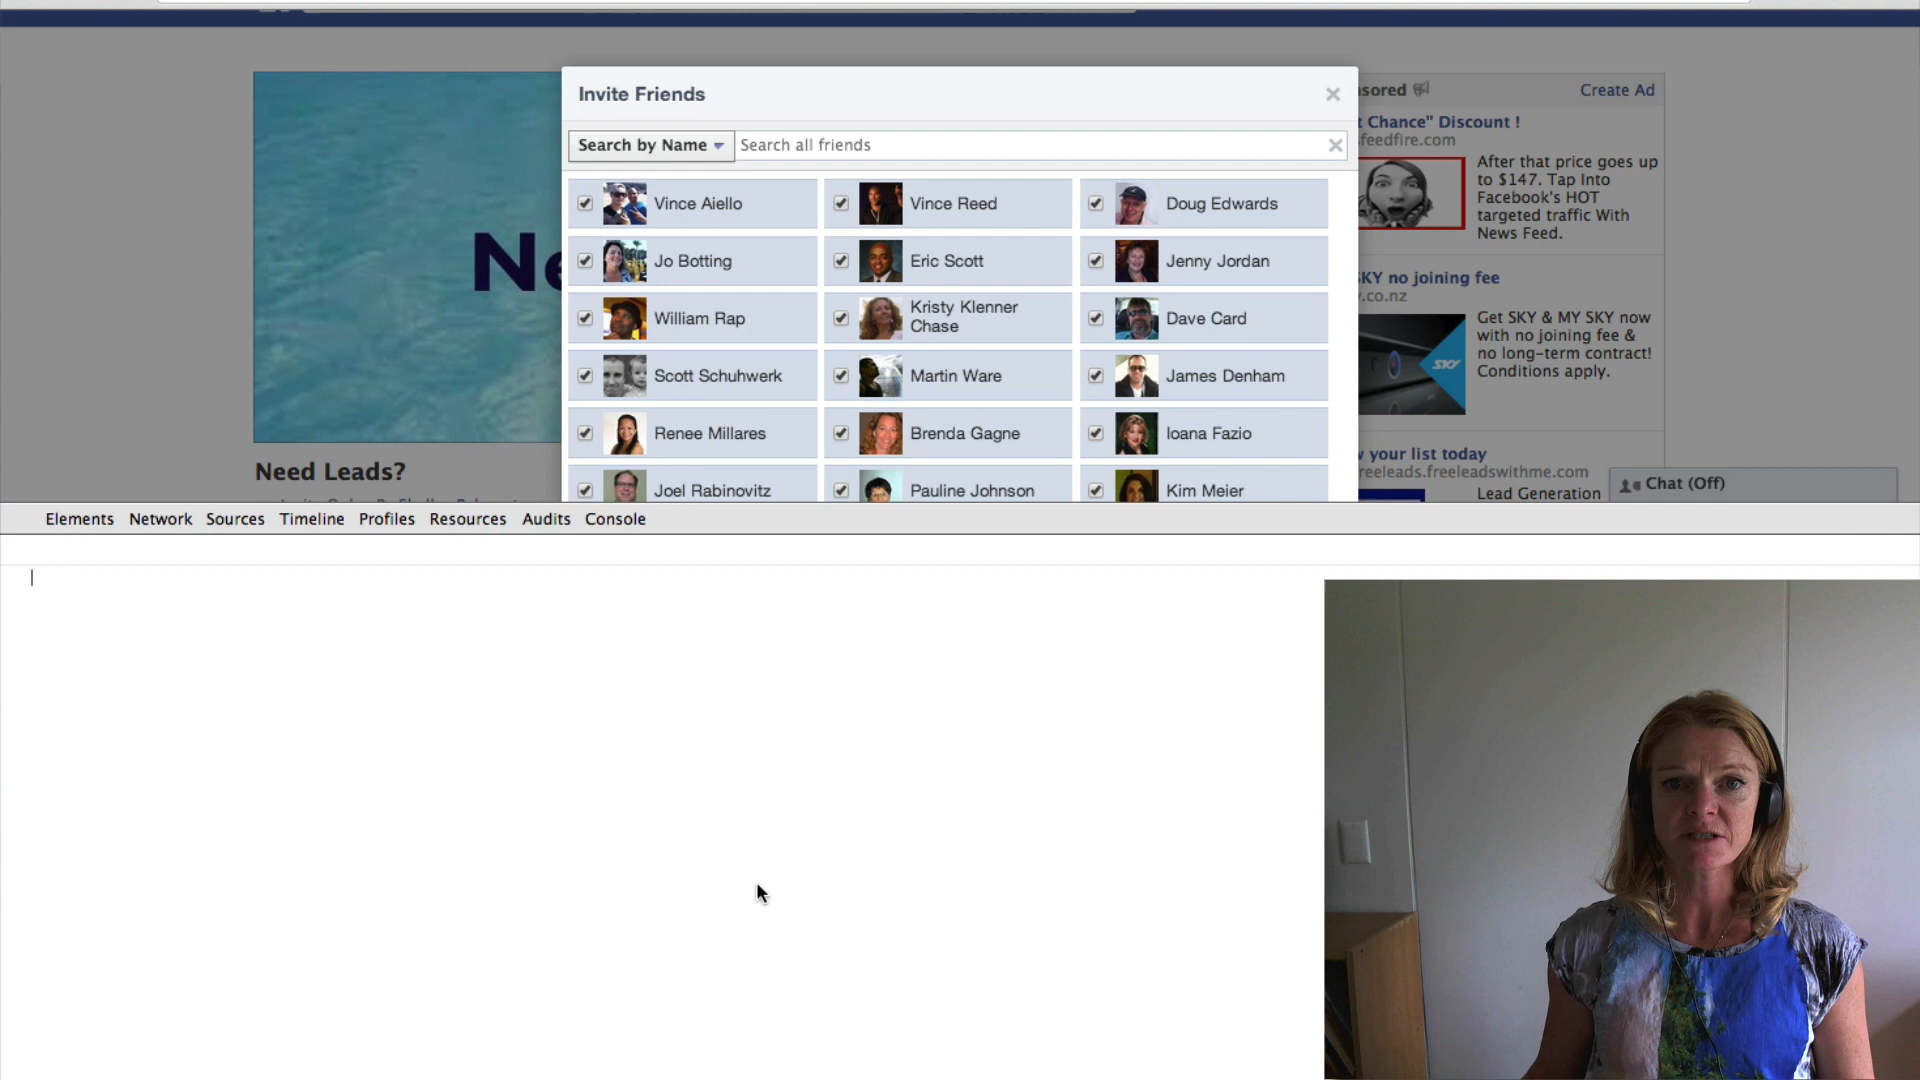 Invite Friends
Search by Name
Search all friends
Vince Aiello
Vince Reed
Doug Edwards
Jo Botting
Eric Scott
Jenny Jordan
William Rap
Kristy Klenner
Chase
Dave Card
Scott Schuhwerk
Martin Ware
James Denham
Renee Millares
Brenda Gagne
Ioana Fazio
Joel Rabinovitz
Pauline Johnson
Kim Meier
Ne
Need Leads?
sored
Create Ad
t Chance" Discount !
feedfire.com
After that price goes up
to $147. Tap Into
Facebook's HOT
targeted traffic With
News Feed.
SKY no joining fee
.co.nz
Get SKY & MY SKY now
with no joining fee &
no long-term contract!
Conditions apply.
SKY
your list today
reeleads.freeleadswithme.com
Lead Generation
Chat (Off)
Elements Network Sources Timeline Profiles Resources Audits Console